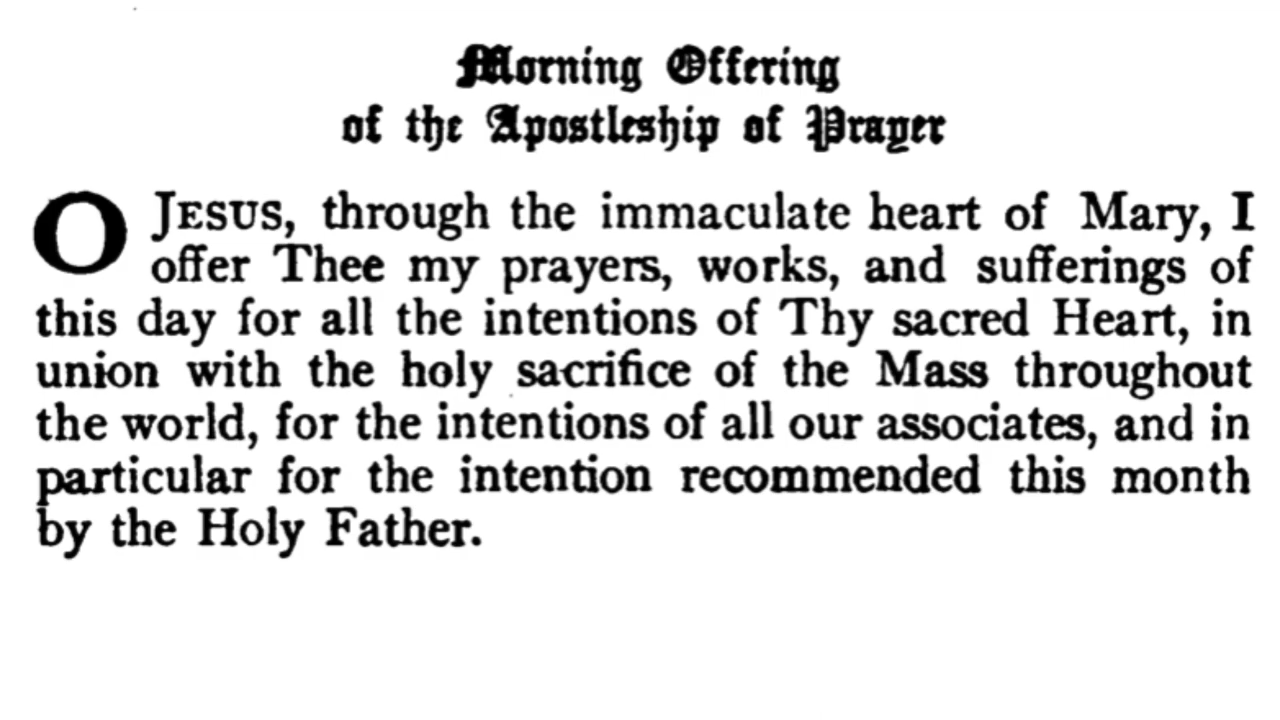 Morning Offering
of the Apostleship of Prayer
O JESUS, through the immaculate heart of Mary, I
offer Thee my prayers, works, and sufferings of
this day for all the intentions of Thy sacred Heart, in
union with the holy sacrifice of the Mass throughout
the world, for the intentions of all our associates, and in
particular for the intention recommended this month
by the Holy Father.